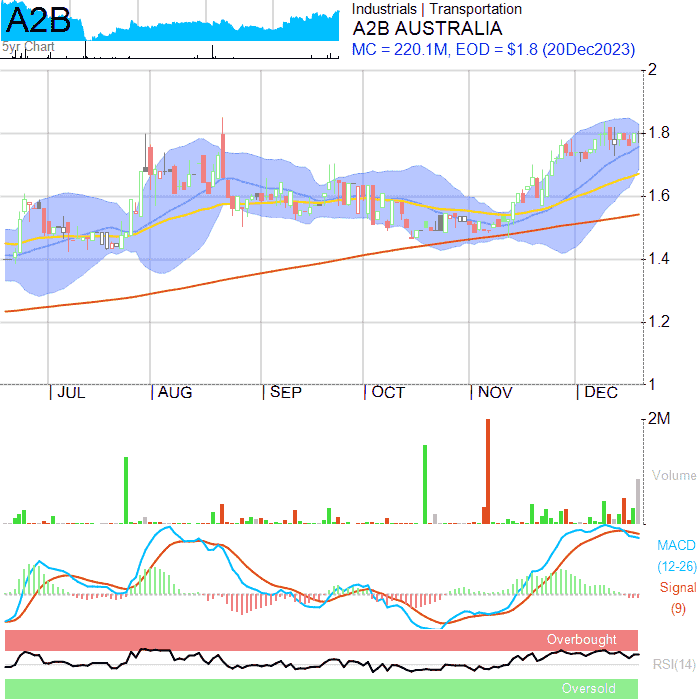 A2B
5yr Chart
Industrials | Transportation
A2B AUSTRALIA
MC = 220.1M, EOD = $1.8 (20Dec2023)
2
1.8
1.6
1.4
1.2
1
JUL AUG SEP OCT NOV DEC
2M
Volume
MACD
(12-26)
Signal
(9)
Overbought
RSI(14)
Oversold